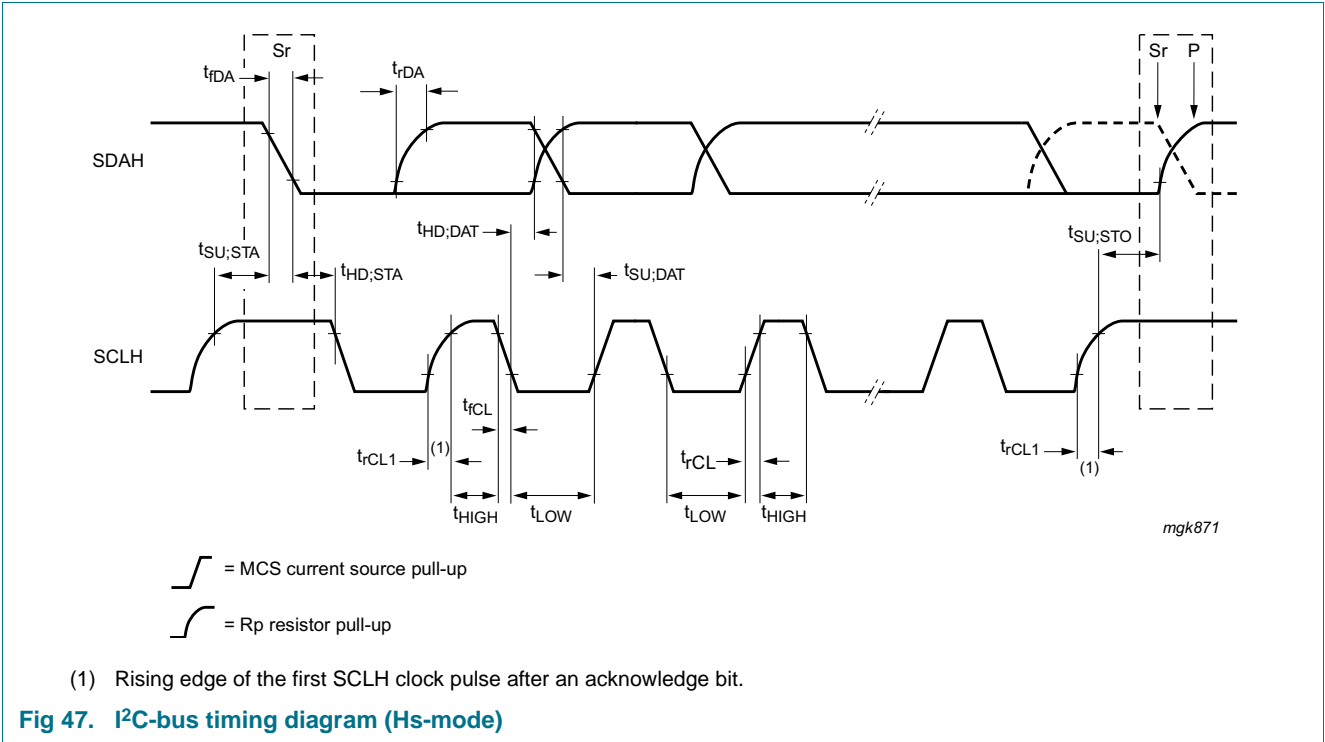 Sr
Sr P
tfDA
trDA
SDAH
tHD;DAT
tSU;STA
tSU;STO
tHD;STA
tSU;DAT
SCLH
tfCL
trCL1
(1)
trCL
trCL1
(1)
tHIGH
tLOW
tLOW
tHIGH
mgk871
= MCS current source pull-up
= Rp resistor pull-up
(1) Rising edge of the first SCLH clock pulse after an acknowledge bit.
Fig 47. I²C-bus timing diagram (Hs-mode)